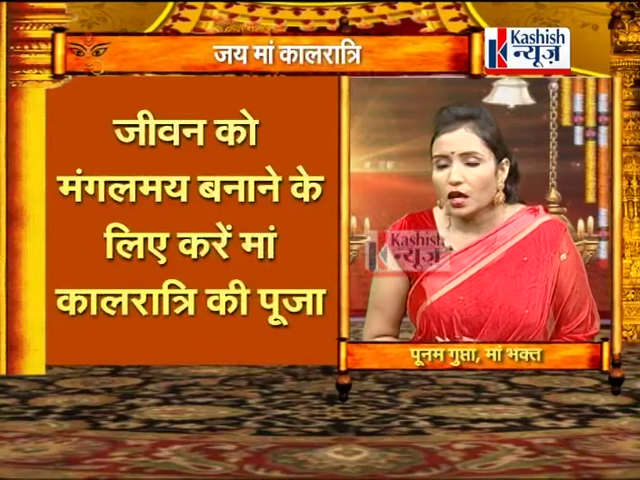 जय मां कालरात्रि
Kashish
न्यूज़
जीवन को
मंगलमय बनाने के
लिए करें मां
कालरात्रि की पूजा
Kashish
न्यूज़
पूनम गुप्ता, मां भक्त